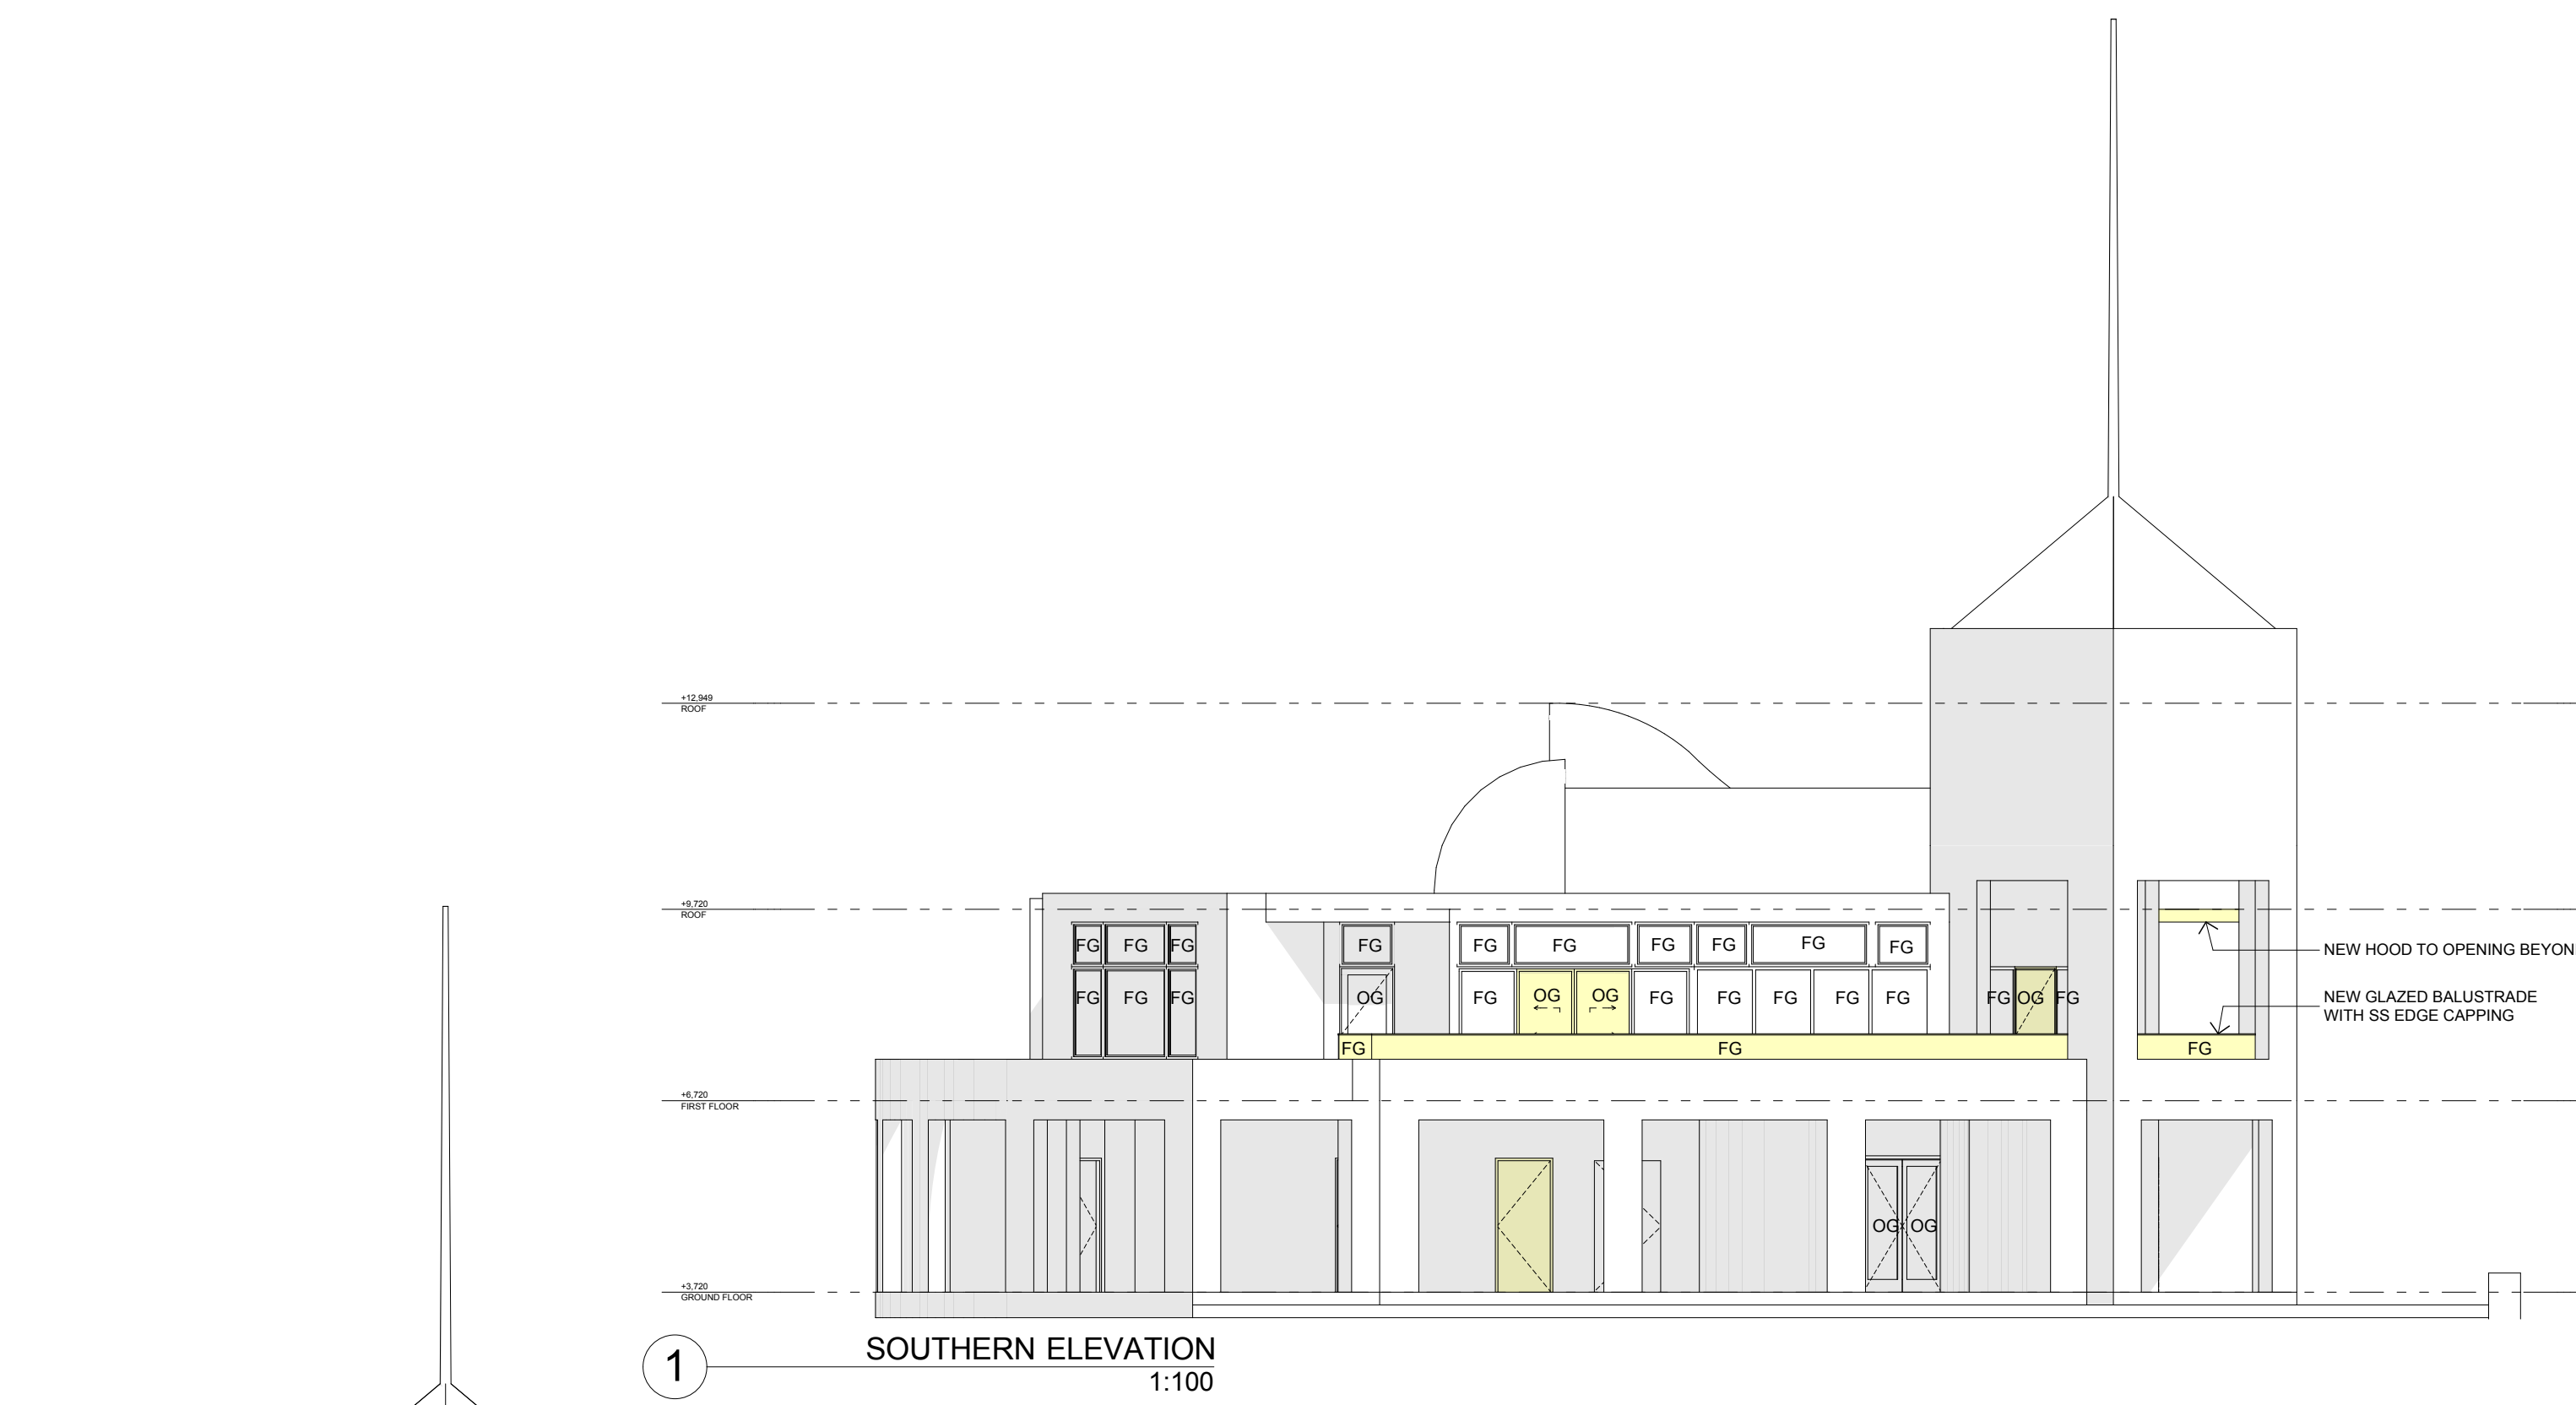 +12,949
ROOF
+9,720
ROOF
FG FG FG FG FG FG FG FG FG FG
NEW HOOD TO OPENING BEYON
FG FG FG OG FG OG OG FG FG FG FG FG FG OG FG
NEW GLAZED BALUSTRADE
WITH SS EDGE CAPPING
FG FG FG
+6,720
FIRST FLOOR
OG OG
+3,720
GROUND FLOOR
1
SOUTHERN ELEVATION
1:100